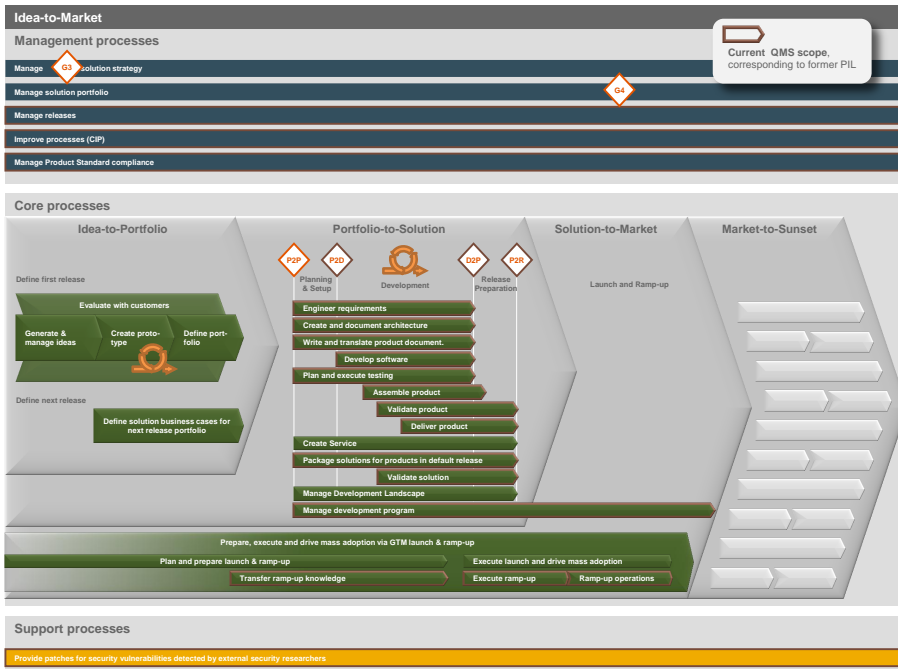 Idea-to-Market
Management processes
Current QMS scope,
corresponding to former PIL
Manage G3 solution strategy
Manage solution portfolio
G4
Manage releases
Improve processes (CIP)
Manage Product Standard compliance
Core processes
Idea-to-Portfolio
Portfolio-to-Solution
Solution-to-Market
Market-to-Sunset
P2P
P2D
D2P
P2R
Planning
& Setup
Development
Release
Preparation
Launch and Ramp-up
Define first release
Evaluate with customers
Generate &
manage ideas
Create proto-
type
Define port-
folio
Define next release
Define solution business cases for
next release portfolio
Engineer requirements
Create and document architecture
Write and translate product document.
Develop software
Plan and execute testing
Assemble product
Validate product
Deliver product
Create Service
Package solutions for products in default release
Validate solution
Manage Development Landscape
Manage development program
Prepare, execute and drive mass adoption via GTM launch & ramp-up
Plan and prepare launch & ramp-up
Execute launch and drive mass adoption
Transfer ramp-up knowledge
Execute ramp-up
Ramp-up operations
Support processes
Provide patches for security vulnerabilities detected by external security researchers